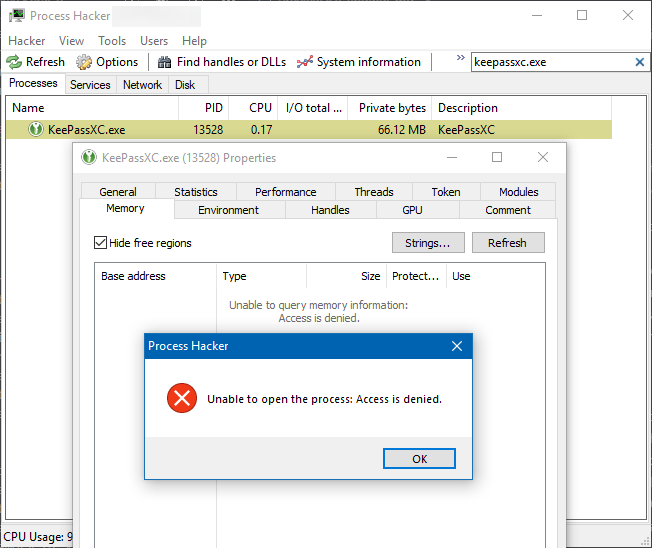 Process Hacker
Hacker View Tools Users Help
Refresh Options Find handles or DLLs System information » keepassxc.exe
Processes Services Network Disk
Name PID CPU I/O total ... Private bytes Description
KeePassXC.exe 13528 0.17 66.12 MB KeePassXC
KeePassXC.exe (13528) Properties
General Statistics Performance Threads Token Modules
Memory Environment Handles GPU Comment
Hide free regions Strings... Refresh
Base address Type Size Protect... Use
Unable to query memory information:
Access is denied.
Process Hacker
Unable to open the process: Access is denied.
OK
CPU Usage: 9